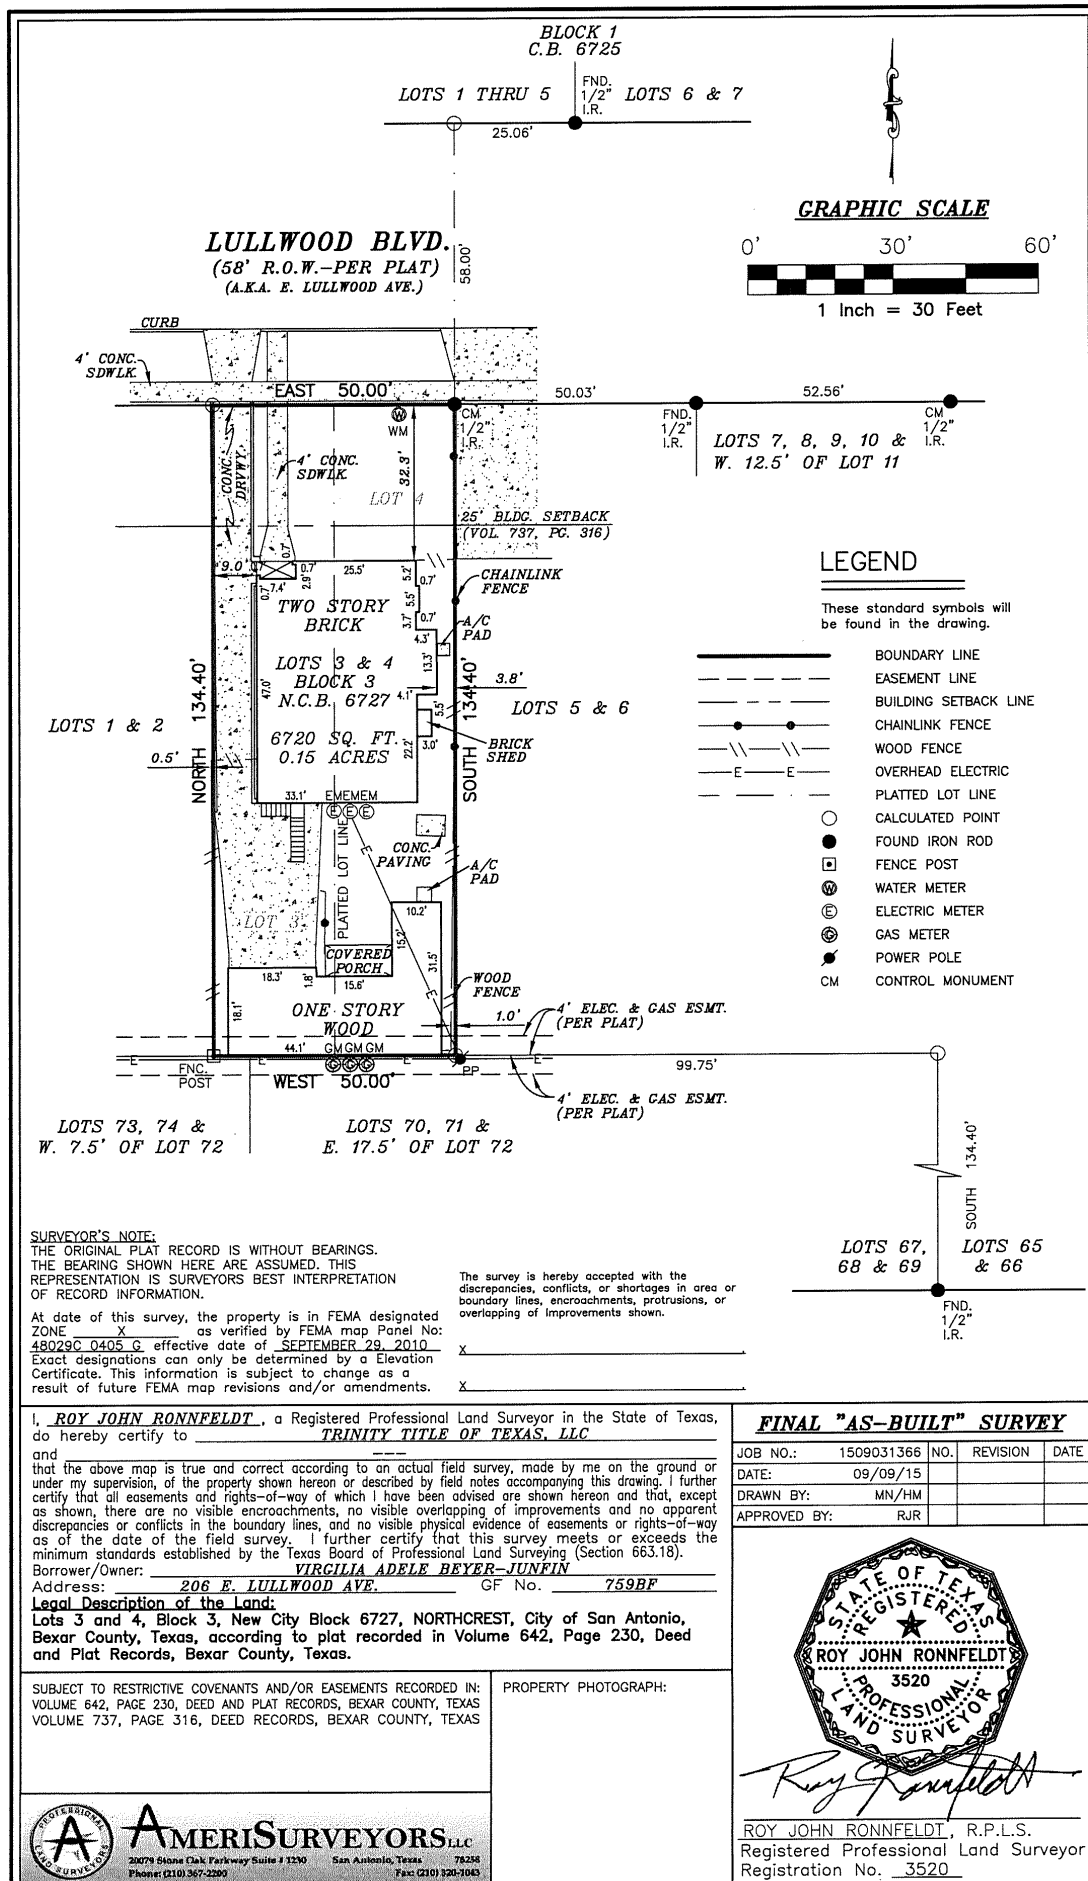 BLOCK 1
C.B. 6725
LOTS 1 THRU 5
FND.
1/2"
I.R.
LOTS 6 & 7
25.06'
GRAPHIC SCALE
0' 30' 60'
1 Inch = 30 Feet
LULLWOOD BLVD.
(58' R.O.W.-PER PLAT)
(A.K.A. E. LULLWOOD AVE.)
58.00'
CURB
4' CONC.
SDWLK.
EAST 50.00'
50.03'
52.56'
WM
CM
1/2"
I.R.
FND.
1/2"
I.R.
CM
1/2"
I.R.
LOTS 7, 8, 9, 10 &
W. 12.5' OF LOT 11
CONC.
DRVWY.
4' CONC.
SDWLK.
32.3'
LOT 4
25' BLDG. SETBACK
(VOL. 737, PG. 316)
9.0'
0.7'
0.7'
0.7'
25.5'
5.2'
0.7'
7.4'
2.9'
0.7'
5.5'
3.7'
0.7'
CHAINLINK
FENCE
TWO STORY
BRICK
A/C
PAD
4.3'
13.3'
LOTS 3 & 4
BLOCK 3
N.C.B. 6727
47.0'
4.1'
3.8'
5.5'
LOTS 1 & 2
NORTH 134.40'
SOUTH 134.40'
LOTS 5 & 6
6720 SQ. FT.
0.15 ACRES
22.2'
3.0'
BRICK
SHED
0.5'
33.1'
EMEMEM
E E E
CONC.
PAVING
PLATTED LOT LINE
A/C
PAD
LOT 3
10.2'
15.2'
31.5'
COVERED
PORCH
18.3'
1.8'
15.6'
WOOD
FENCE
18.1'
ONE STORY
WOOD
1.0'
4' ELEC. & GAS ESMT.
(PER PLAT)
44.1'
GM GM GM
FNC.
POST
WEST 50.00'
PP
99.75'
4' ELEC. & GAS ESMT.
(PER PLAT)
LOTS 73, 74 &
W. 7.5' OF LOT 72
LOTS 70, 71 &
E. 17.5' OF LOT 72
SOUTH 134.40'
LOTS 67,
68 & 69
LOTS 65
& 66
FND.
1/2"
I.R.
LEGEND
These standard symbols will
be found in the drawing.
BOUNDARY LINE
EASEMENT LINE
BUILDING SETBACK LINE
CHAINLINK FENCE
WOOD FENCE
E E OVERHEAD ELECTRIC
PLATTED LOT LINE
CALCULATED POINT
FOUND IRON ROD
FENCE POST
W WATER METER
E ELECTRIC METER
G GAS METER
POWER POLE
CM CONTROL MONUMENT
SURVEYOR'S NOTE:
THE ORIGINAL PLAT RECORD IS WITHOUT BEARINGS.
THE BEARING SHOWN HERE ARE ASSUMED. THIS
REPRESENTATION IS SURVEYORS BEST INTERPRETATION
OF RECORD INFORMATION.
At date of this survey, the property is in FEMA designated
ZONE X as verified by FEMA map Panel No:
48029C 0405 G effective date of SEPTEMBER 29, 2010
Exact designations can only be determined by a Elevation
Certificate. This information is subject to change as a
result of future FEMA map revisions and/or amendments.
The survey is hereby accepted with the
discrepancies, conflicts, or shortages in area or
boundary lines, encroachments, protrusions, or
overlapping of Improvements shown.
X
X
I, ROY JOHN RONNFELDT, a Registered Professional Land Surveyor in the State of Texas,
do hereby certify to TRINITY TITLE OF TEXAS, LLC
and ---
that the above map is true and correct according to an actual field survey, made by me on the ground or
under my supervision, of the property shown hereon or described by field notes accompanying this drawing. I further
certify that all easements and rights-of-way of which I have been advised are shown hereon and that, except
as shown, there are no visible encroachments, no visible overlapping of improvements and no apparent
discrepancies or conflicts in the boundary lines, and no visible physical evidence of easements or rights-of-way
as of the date of the field survey. I further certify that this survey meets or exceeds the
minimum standards established by the Texas Board of Professional Land Surveying (Section 663.18).
Borrower/Owner: VIRGILIA ADELE BEYER-JUNFIN
Address: 206 E. LULLWOOD AVE. GF No. 759BF
Legal Description of the Land:
Lots 3 and 4, Block 3, New City Block 6727, NORTHCREST, City of San Antonio,
Bexar County, Texas, according to plat recorded in Volume 642, Page 230, Deed
and Plat Records, Bexar County, Texas.
SUBJECT TO RESTRICTIVE COVENANTS AND/OR EASEMENTS RECORDED IN:
VOLUME 642, PAGE 230, DEED AND PLAT RECORDS, BEXAR COUNTY, TEXAS
VOLUME 737, PAGE 316, DEED RECORDS, BEXAR COUNTY, TEXAS
PROPERTY PHOTOGRAPH:
FINAL "AS-BUILT" SURVEY
JOB NO.: 1509031366 NO. REVISION DATE
DATE: 09/09/15
DRAWN BY: MN/HM
APPROVED BY: RJR
STATE OF TEXAS
REGISTERED
ROY JOHN RONNFELDT
3520
PROFESSIONAL
LAND SURVEYOR
Roy Ronnfeldt
ROY JOHN RONNFELDT, R.P.L.S.
Registered Professional Land Surveyor
Registration No. 3520
PROFESSIONAL
A
LAND SURVEYORS
AMERISURVEYORS LLC
20079 Stone Oak Parkway Suite # 1230 San Antonio, Texas 78258
Phone: (210) 367-2200 Fax: (210) 320-1083